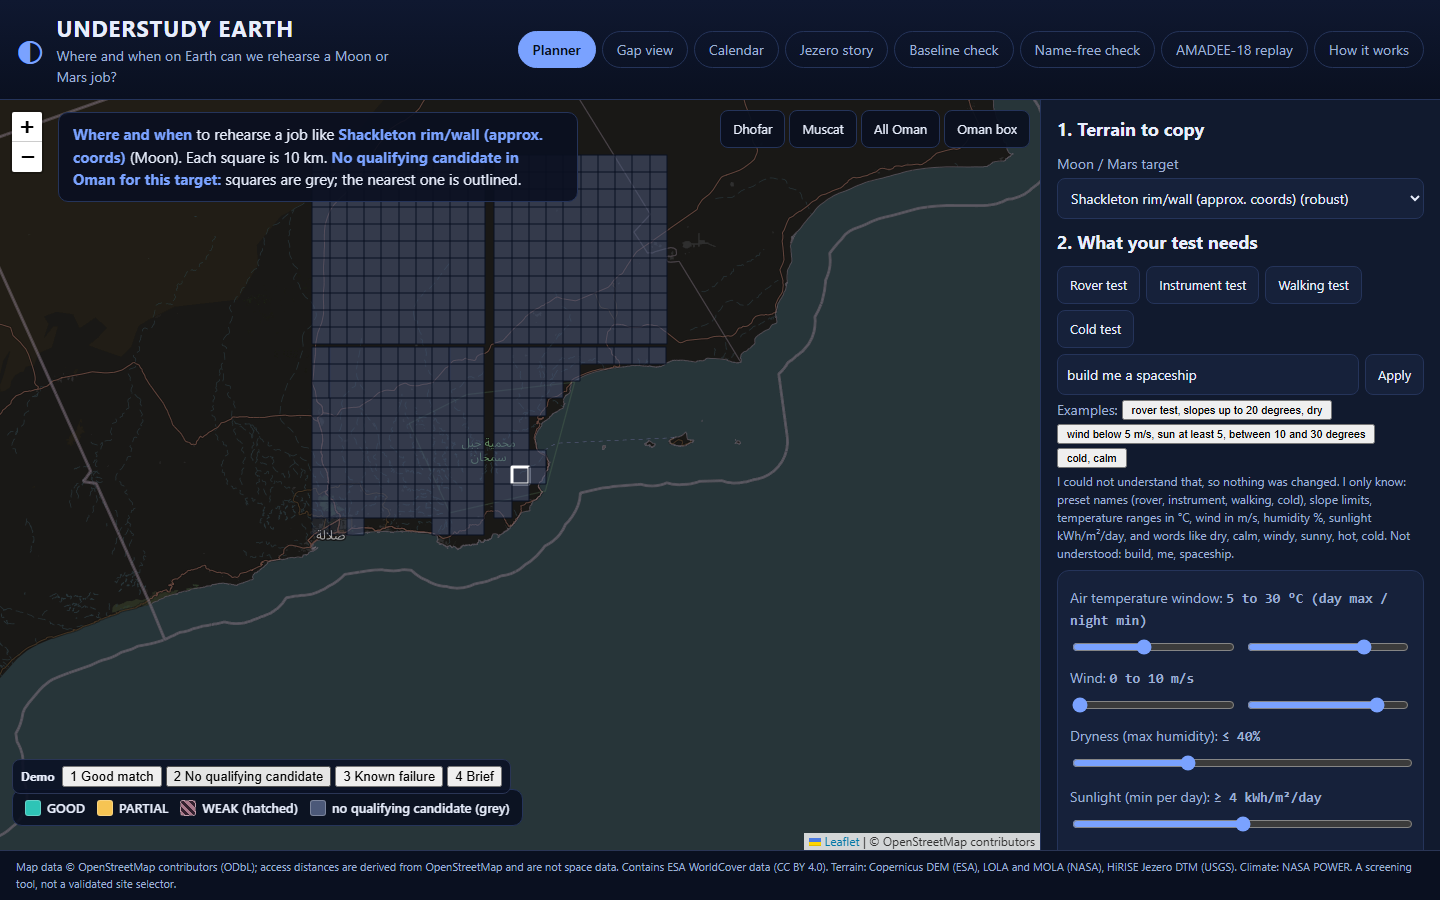 UNDERSTUDY EARTH
Where and when on Earth can we rehearse a Moon or
Mars job?
Planner
Gap view
Calendar
Jezero story
Baseline check
Name-free check
AMADEE-18 replay
How it works
+
−
Where and when to rehearse a job like Shackleton rim/wall (approx.
coords) (Moon). Each square is 10 km. No qualifying candidate in
Oman for this target: squares are grey; the nearest one is outlined.
Dhofar
Muscat
All Oman
Oman box
محمية جبل
سمحان
صلالة
Demo
1 Good match
2 No qualifying candidate
3 Known failure
4 Brief
GOOD
PARTIAL
WEAK (hatched)
no qualifying candidate (grey)
Leaflet | © OpenStreetMap contributors
1. Terrain to copy
Moon / Mars target
Shackleton rim/wall (approx. coords) (robust)
2. What your test needs
Rover test
Instrument test
Walking test
Cold test
build me a spaceship
Apply
Examples: rover test, slopes up to 20 degrees, dry
wind below 5 m/s, sun at least 5, between 10 and 30 degrees
cold, calm
I could not understand that, so nothing was changed. I only know:
preset names (rover, instrument, walking, cold), slope limits,
temperature ranges in °C, wind in m/s, humidity %, sunlight
kWh/m²/day, and words like dry, calm, windy, sunny, hot, cold. Not
understood: build, me, spaceship.
Air temperature window: 5 to 30 °C (day max /
night min)
Wind: 0 to 10 m/s
Dryness (max humidity): ≤ 40%
Sunlight (min per day): ≥ 4 kWh/m²/day
Map data © OpenStreetMap contributors (ODbL); access distances are derived from OpenStreetMap and are not space data. Contains ESA WorldCover data (CC BY 4.0). Terrain: Copernicus DEM (ESA), LOLA and MOLA (NASA), HiRISE Jezero DTM (USGS). Climate: NASA POWER. A screening
tool, not a validated site selector.